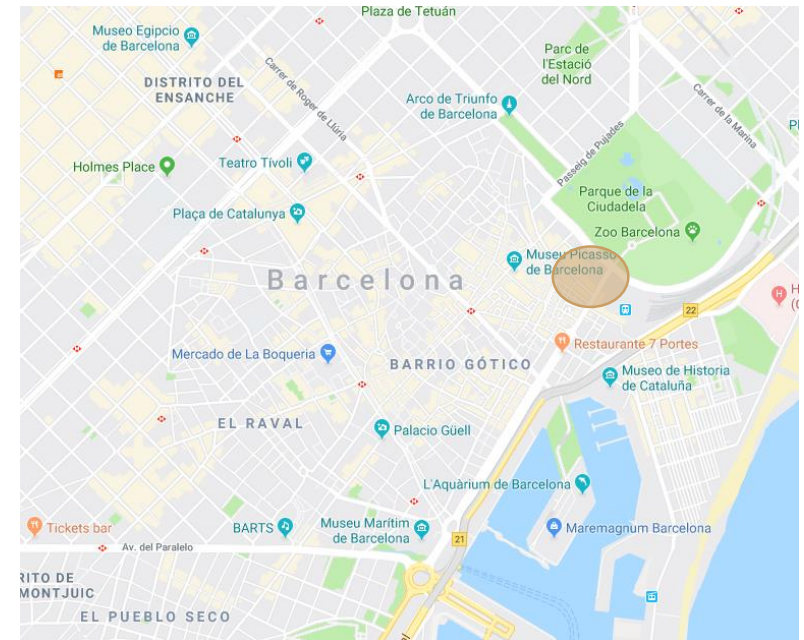 Plaza de Tetuán
Museo Egipcio
de Barcelona
Parc de
l'Estació
del Nord
DISTRITO DEL
ENSANCHE
Carrer de Roger de Llúria
Arco de Triunfo
de Barcelona
Carrer de la Marina
Pl
Holmes Place
Teatro Tívoli
Passeig de Pujades
Parque de la
Ciudadela
Plaça de Catalunya
Zoo Barcelona
Museu Picasso
de Barcelona
Barcelona
H
(C
22
Restaurante 7 Portes
Mercado de La Boqueria
BARRIO GÓTICO
Museo de Historia
de Cataluña
EL RAVAL
Palacio Güell
L'Aquàrium de Barcelona
Tickets bar
BARTS
Museu Marítim
de Barcelona
Maremagnum Barcelona
21
Av. del Paralelo
RITO DE
MONTJUIC
EL PUEBLO SECO